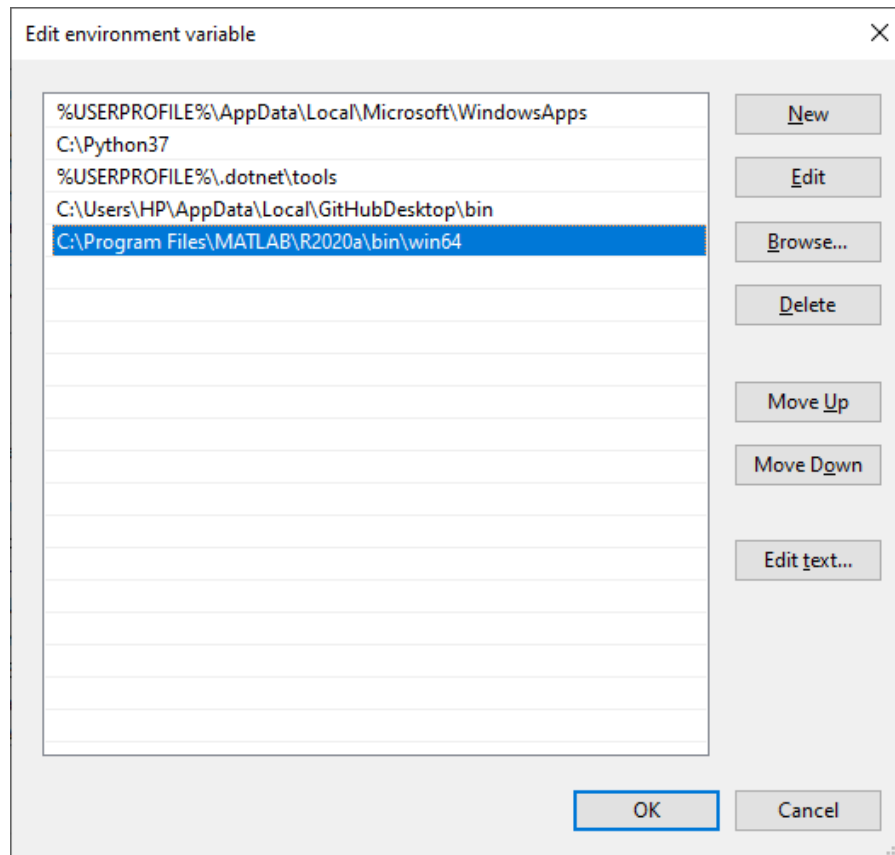 Edit environment variable
%USERPROFILE%\AppData\Local\Microsoft\WindowsApps
C:\Python37
%USERPROFILE%\.dotnet\tools
C:\Users\HP\AppData\Local\GitHubDesktop\bin
C:\Program Files\MATLAB\R2020a\bin\win64
New
Edit
Browse...
Delete
Move Up
Move Down
Edit text...
OK
Cancel